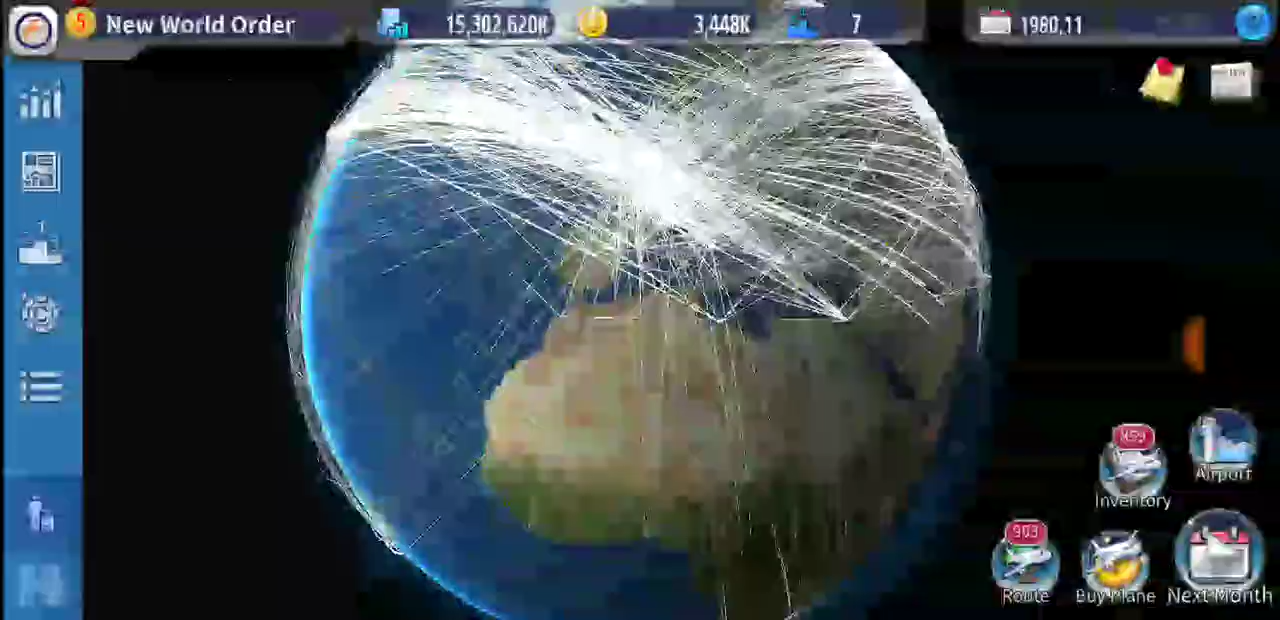 5 New World Order 15,302,620K 3,448K 7 1980,11
1
Airport
Inventory
903
Route Buy Plane Next Month